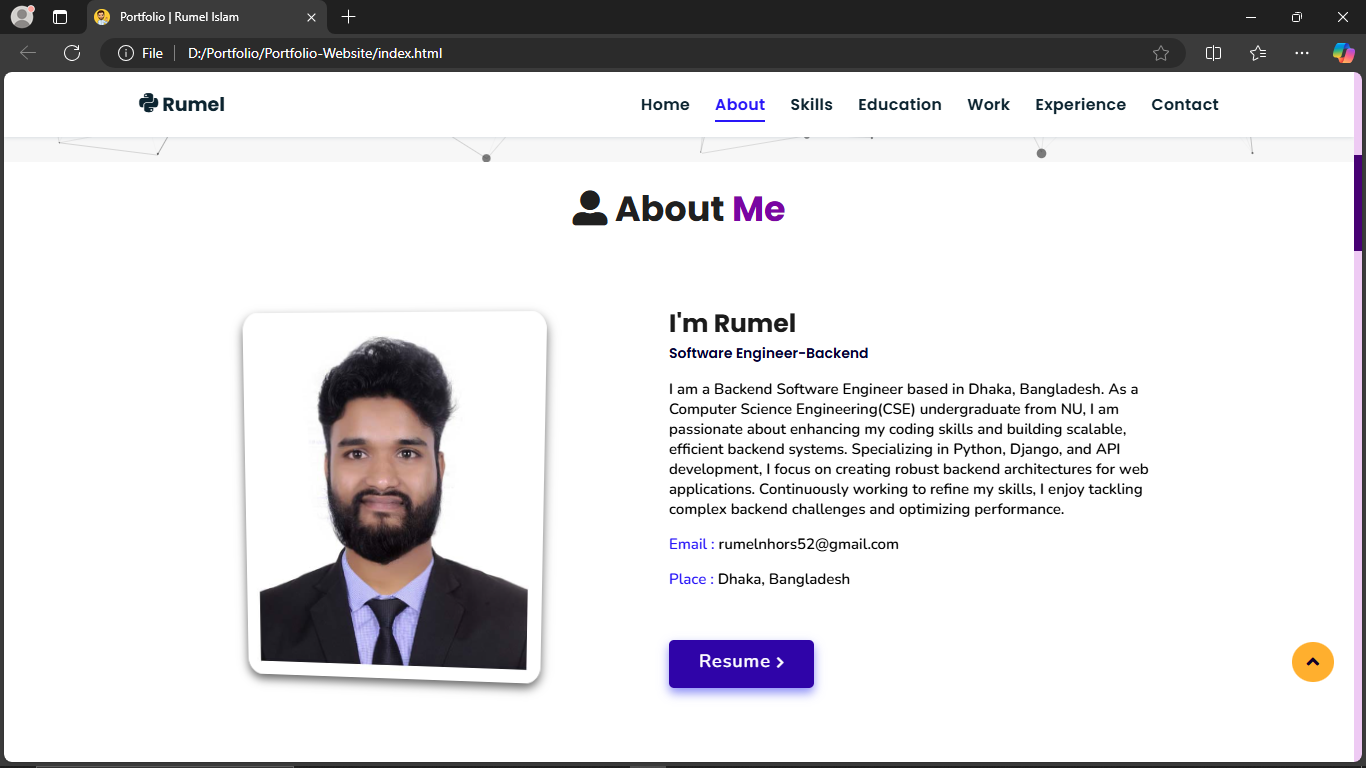 Portfolio | Rumel Islam
File
D:/Portfolio/Portfolio-Website/index.html
Rumel
Home About Skills Education Work Experience Contact
About Me
I'm Rumel
Software Engineer-Backend
I am a Backend Software Engineer based in Dhaka, Bangladesh. As a
Computer Science Engineering(CSE) undergraduate from NU, I am
passionate about enhancing my coding skills and building scalable,
efficient backend systems. Specializing in Python, Django, and API
development, I focus on creating robust backend architectures for web
applications. Continuously working to refine my skills, I enjoy tackling
complex backend challenges and optimizing performance.
Email : rumelnhors52@gmail.com
Place : Dhaka, Bangladesh
Resume